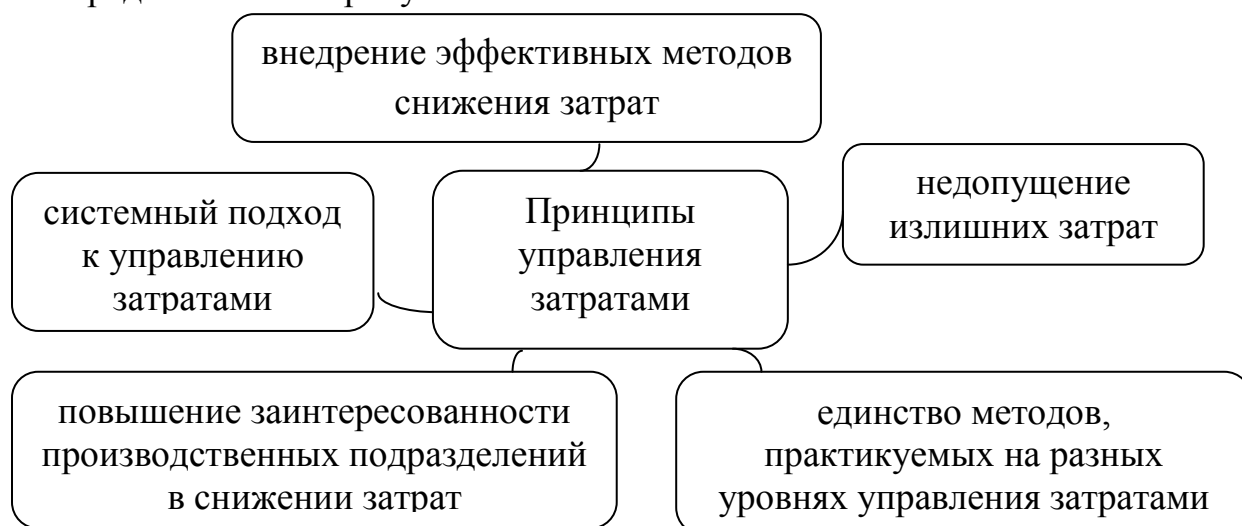 внедрение эффективных методов
снижения затрат
системный подход
к управлению
затратами
Принципы
управления
затратами
недопущение
излишних затрат
повышение заинтересованности
производственных подразделений
в снижении затрат
единство методов,
практикуемых на разных
уровнях управления затратами